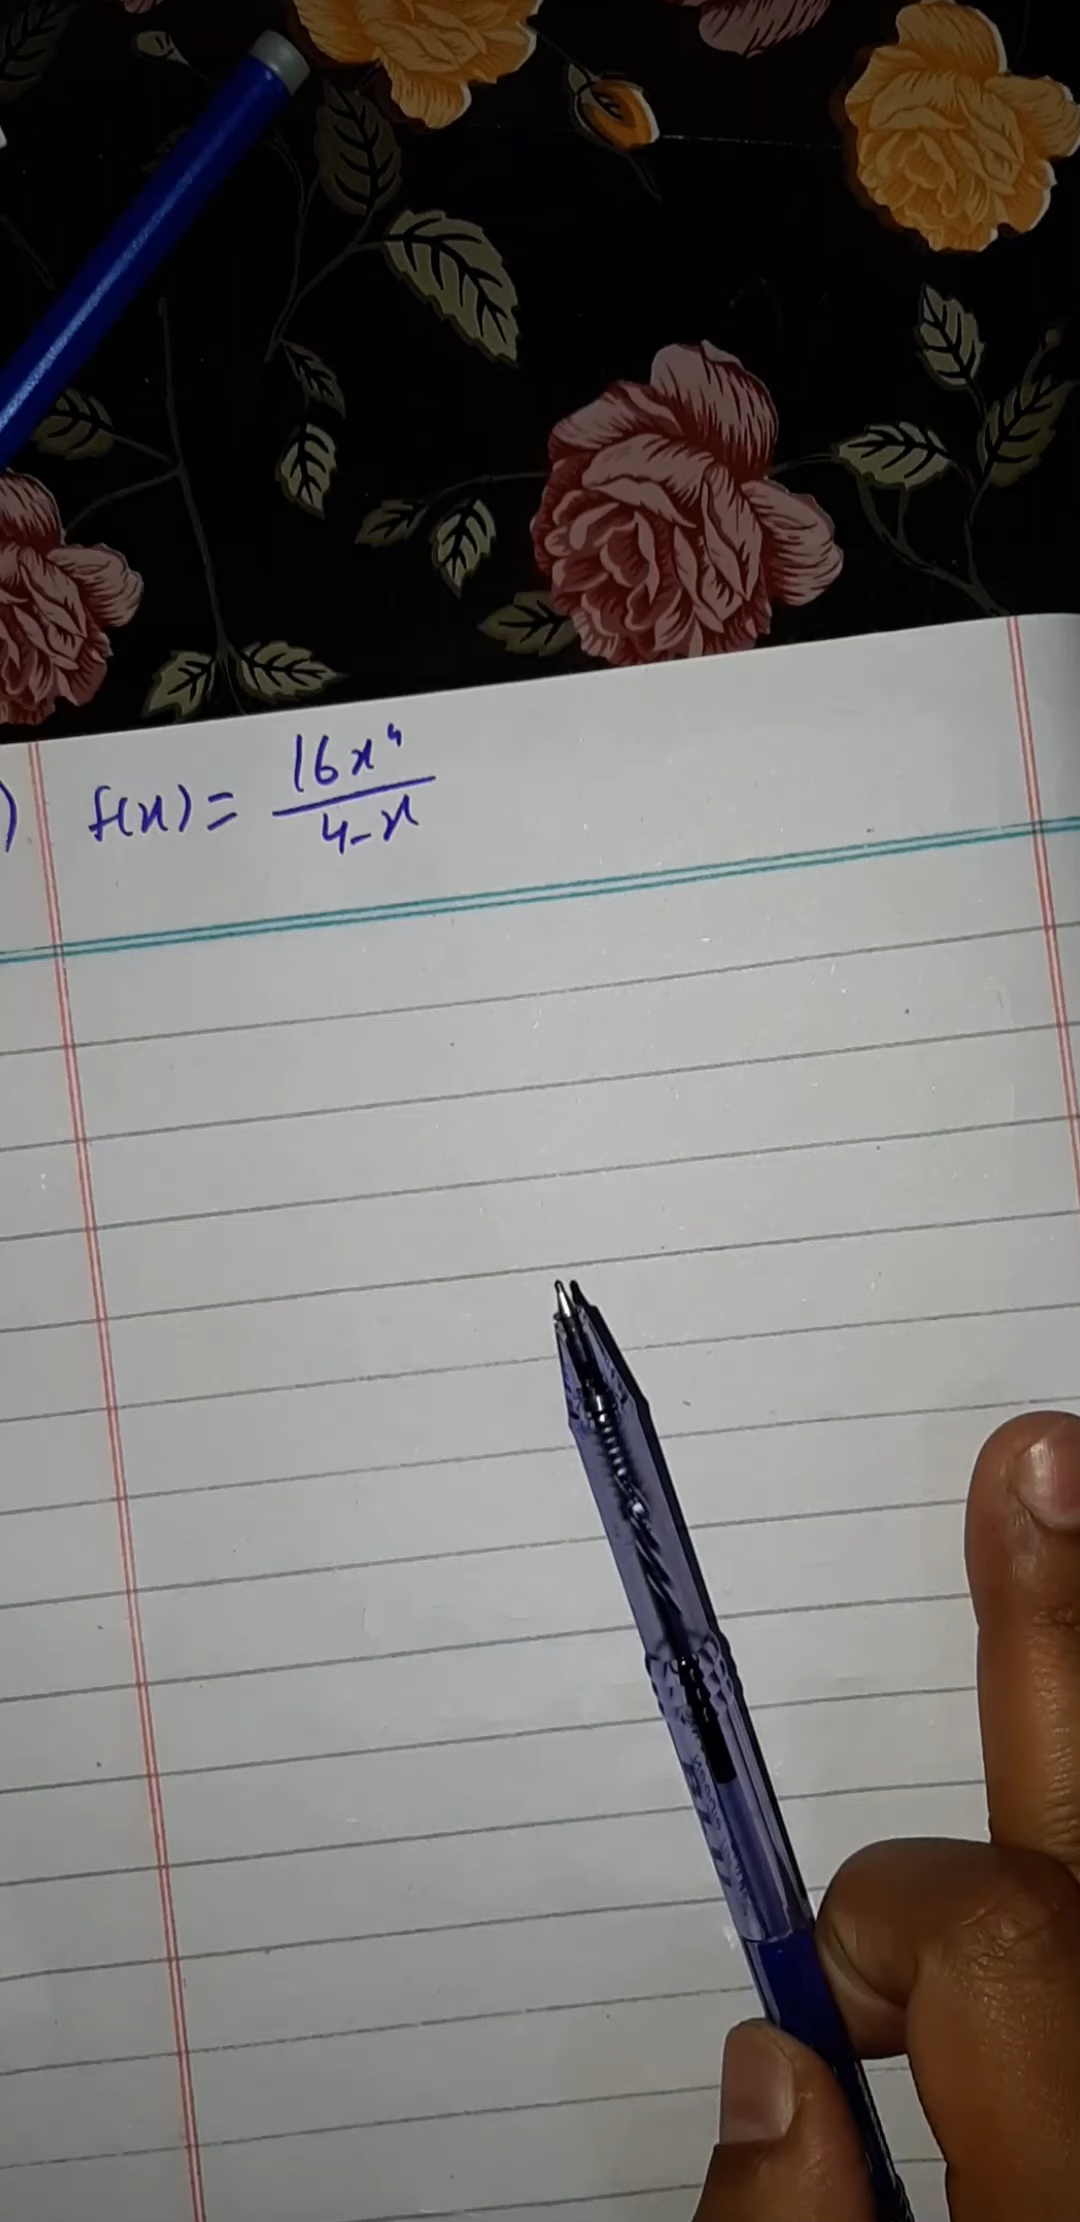 ) f(x) = 16x⁴ / 4-x